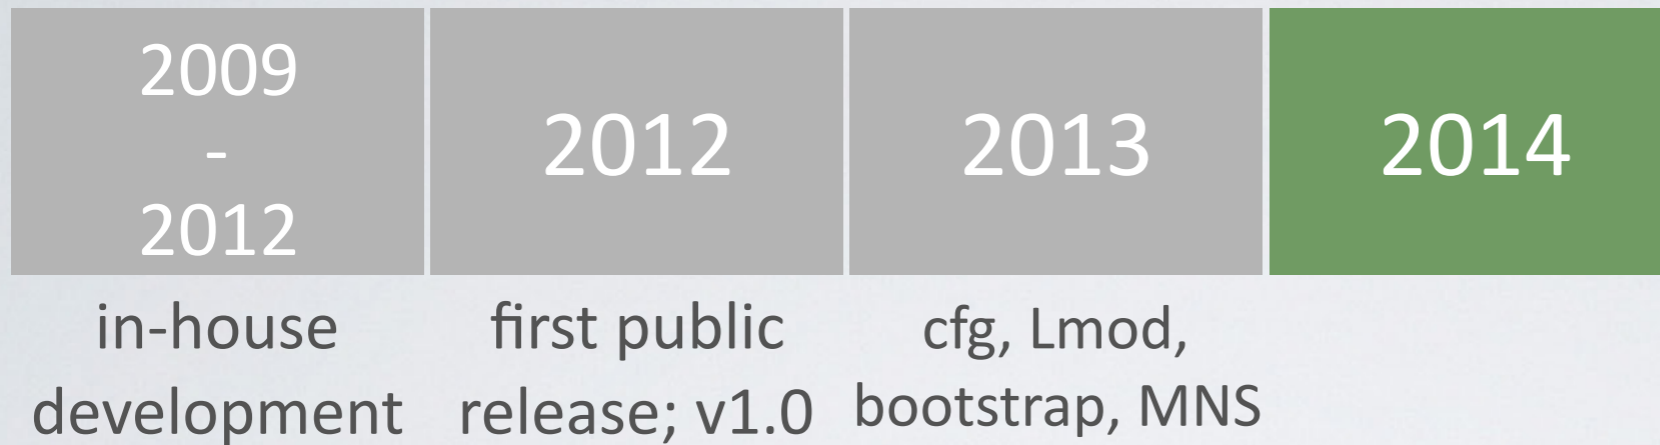 2009
-
2012
2012
2013
2014
in-house
development
first public
release; v1.0
cfg, Lmod,
bootstrap, MNS